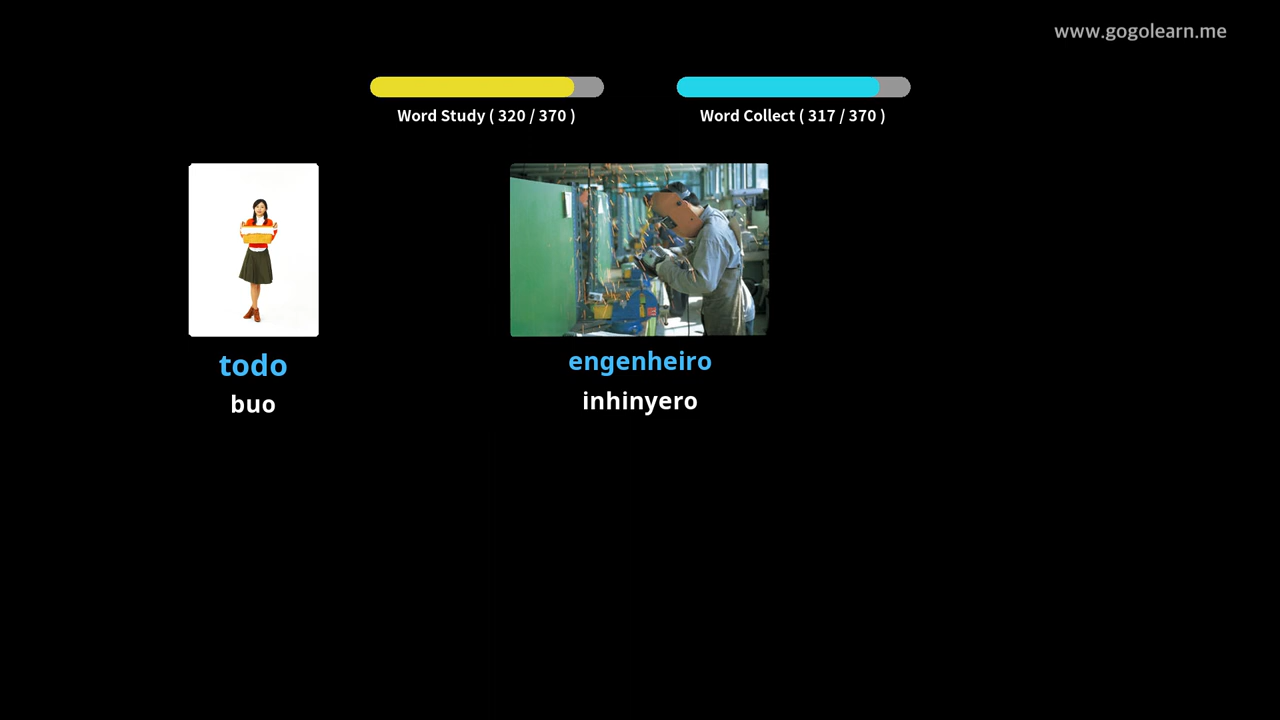 www.gogolearn.me
Word Study ( 320 / 370 )
Word Collect ( 317 / 370 )
todo
buo
engenheiro
inhinyero